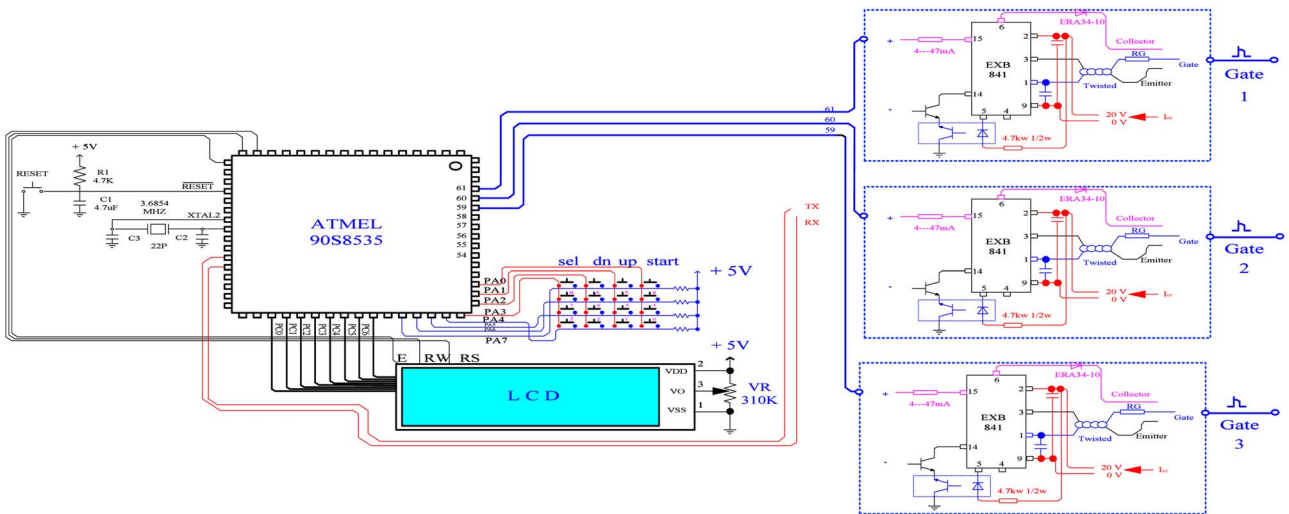 + 5V
RESET
R1
4.7K
RESET
C1
4.7uF
3.6854
MHZ
XTAL2
C3
22P
C2
ATMEL
90S8535
61
60
59
58
57
56
55
54
61
60
59
TX
RX
PA0
PA1
PA2
PA3
PA4
PA5
PA6
PA7
sel dn up start
+ 5V
PC0
PC1
PC2
PC3
PC4
PC5
PC6
E RW RS
LCD
VDD
VO
VSS
2
3
1
+ 5V
VR
310K
+
-
4---47mA
15
6
ERA34-10
Collector
EXB
841
2
3
1
9
14
5
4
RG
Gate
Twisted
Emitter
20 V
0 V
Icc
4.7kw 1/2w
Gate
1
+
-
4---47mA
15
6
ERA34-10
Collector
EXB
841
2
3
1
9
14
5
4
RG
Gate
Twisted
Emitter
20 V
0 V
Icc
4.7kw 1/2w
Gate
2
+
-
4---47mA
15
6
ERA34-10
Collector
EXB
841
2
3
1
9
14
5
4
RG
Gate
Twisted
Emitter
20 V
0 V
Icc
4.7kw 1/2w
Gate
3